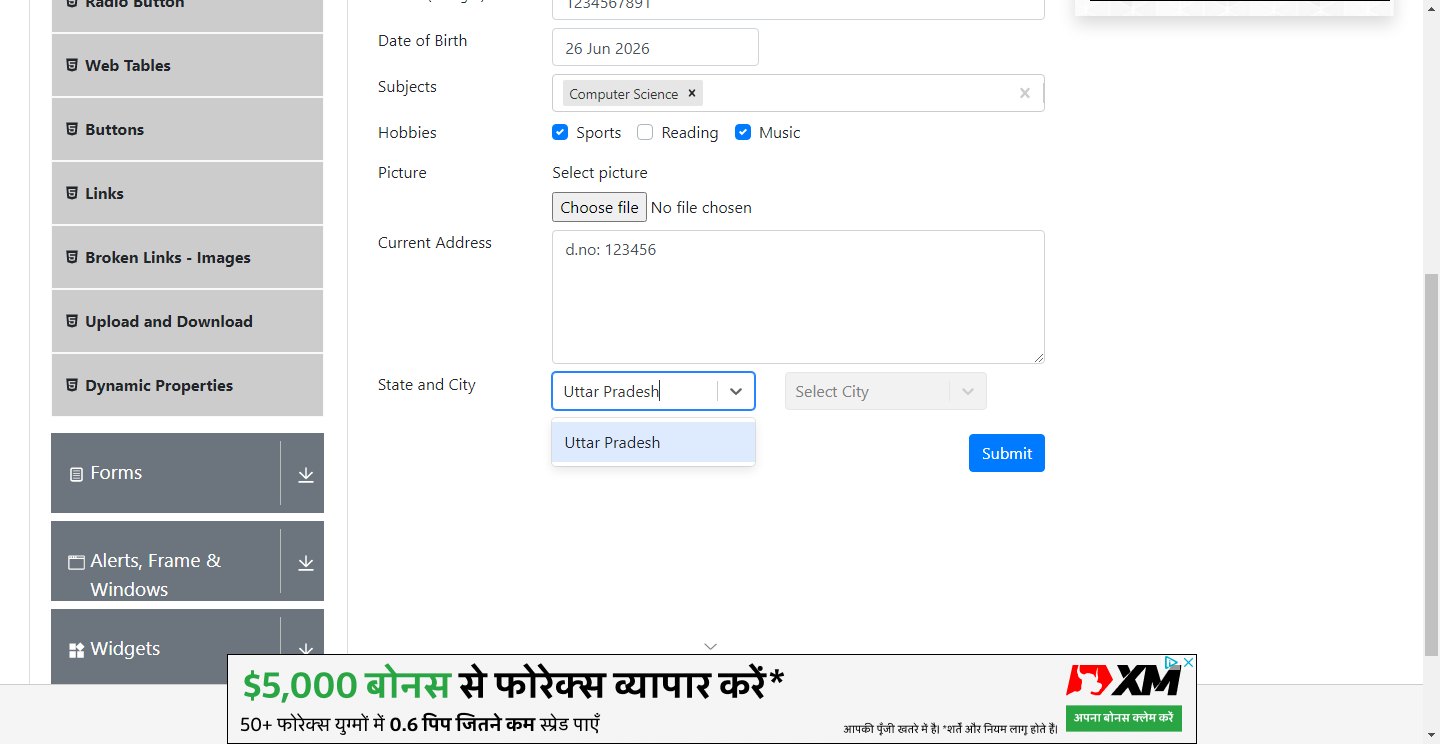 Radio Button
Web Tables
Buttons
Links
Broken Links - Images
Upload and Download
Dynamic Properties
Forms
Alerts, Frame &
Windows
Widgets
1234567891
Date of Birth
26 Jun 2026
Subjects
Computer Science ×
Hobbies
Sports Reading Music
Picture
Select picture
Choose file No file chosen
Current Address
d.no: 123456
State and City
Uttar Pradesh
Select City
Uttar Pradesh
Submit
$5,000 बोनस से फोरेक्स व्यापार करें*
50+ फोरेक्स युग्मों में 0.6 पिप जितने कम स्प्रेड पाएँ
आपकी पूँजी खतरे में है। *शर्तें और नियम लागू होते हैं।
XM
अपना बोनस क्लेम करें